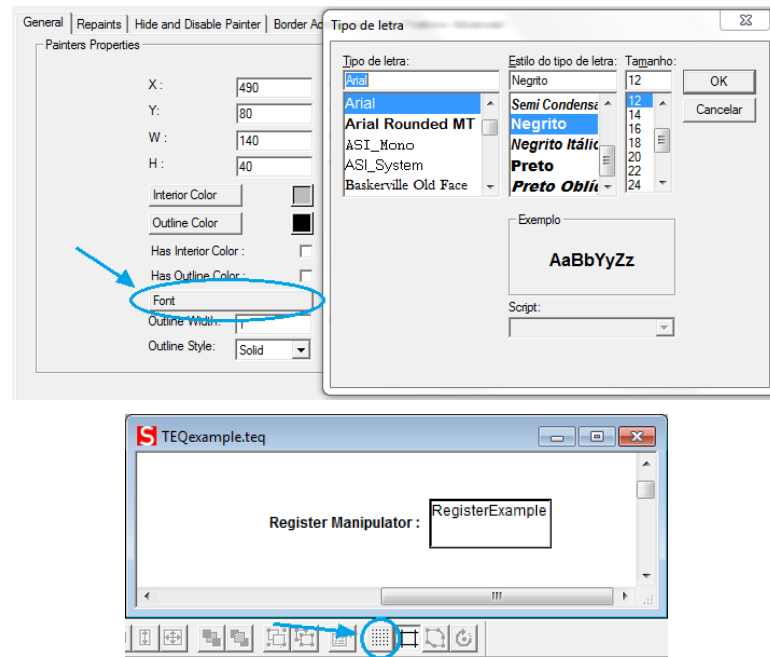 General Repaints Hide and Disable Painter Border Ad
Painters Properties
X : 490
Y: 80
W : 140
H : 40
Interior Color
Outline Color
Has Interior Color :
Has Outline Color :
Font
Outline Width: 1
Outline Style: Solid
Tipo de letra
Tipo de letra: Estilo do tipo de letra: Tamanho:
Arial Negrito 12 OK
Arial Semi Condensa 12 Cancelar
Arial Rounded MT Negrito 14
ASI_Mono Negrito Itálic 16
ASI_System Preto 18
Baskerville Old Face Preto Oblíq 20
22
24
Exemplo
AaBbYyZz
Script:
TEQexample.teq
Register Manipulator : RegisterExample